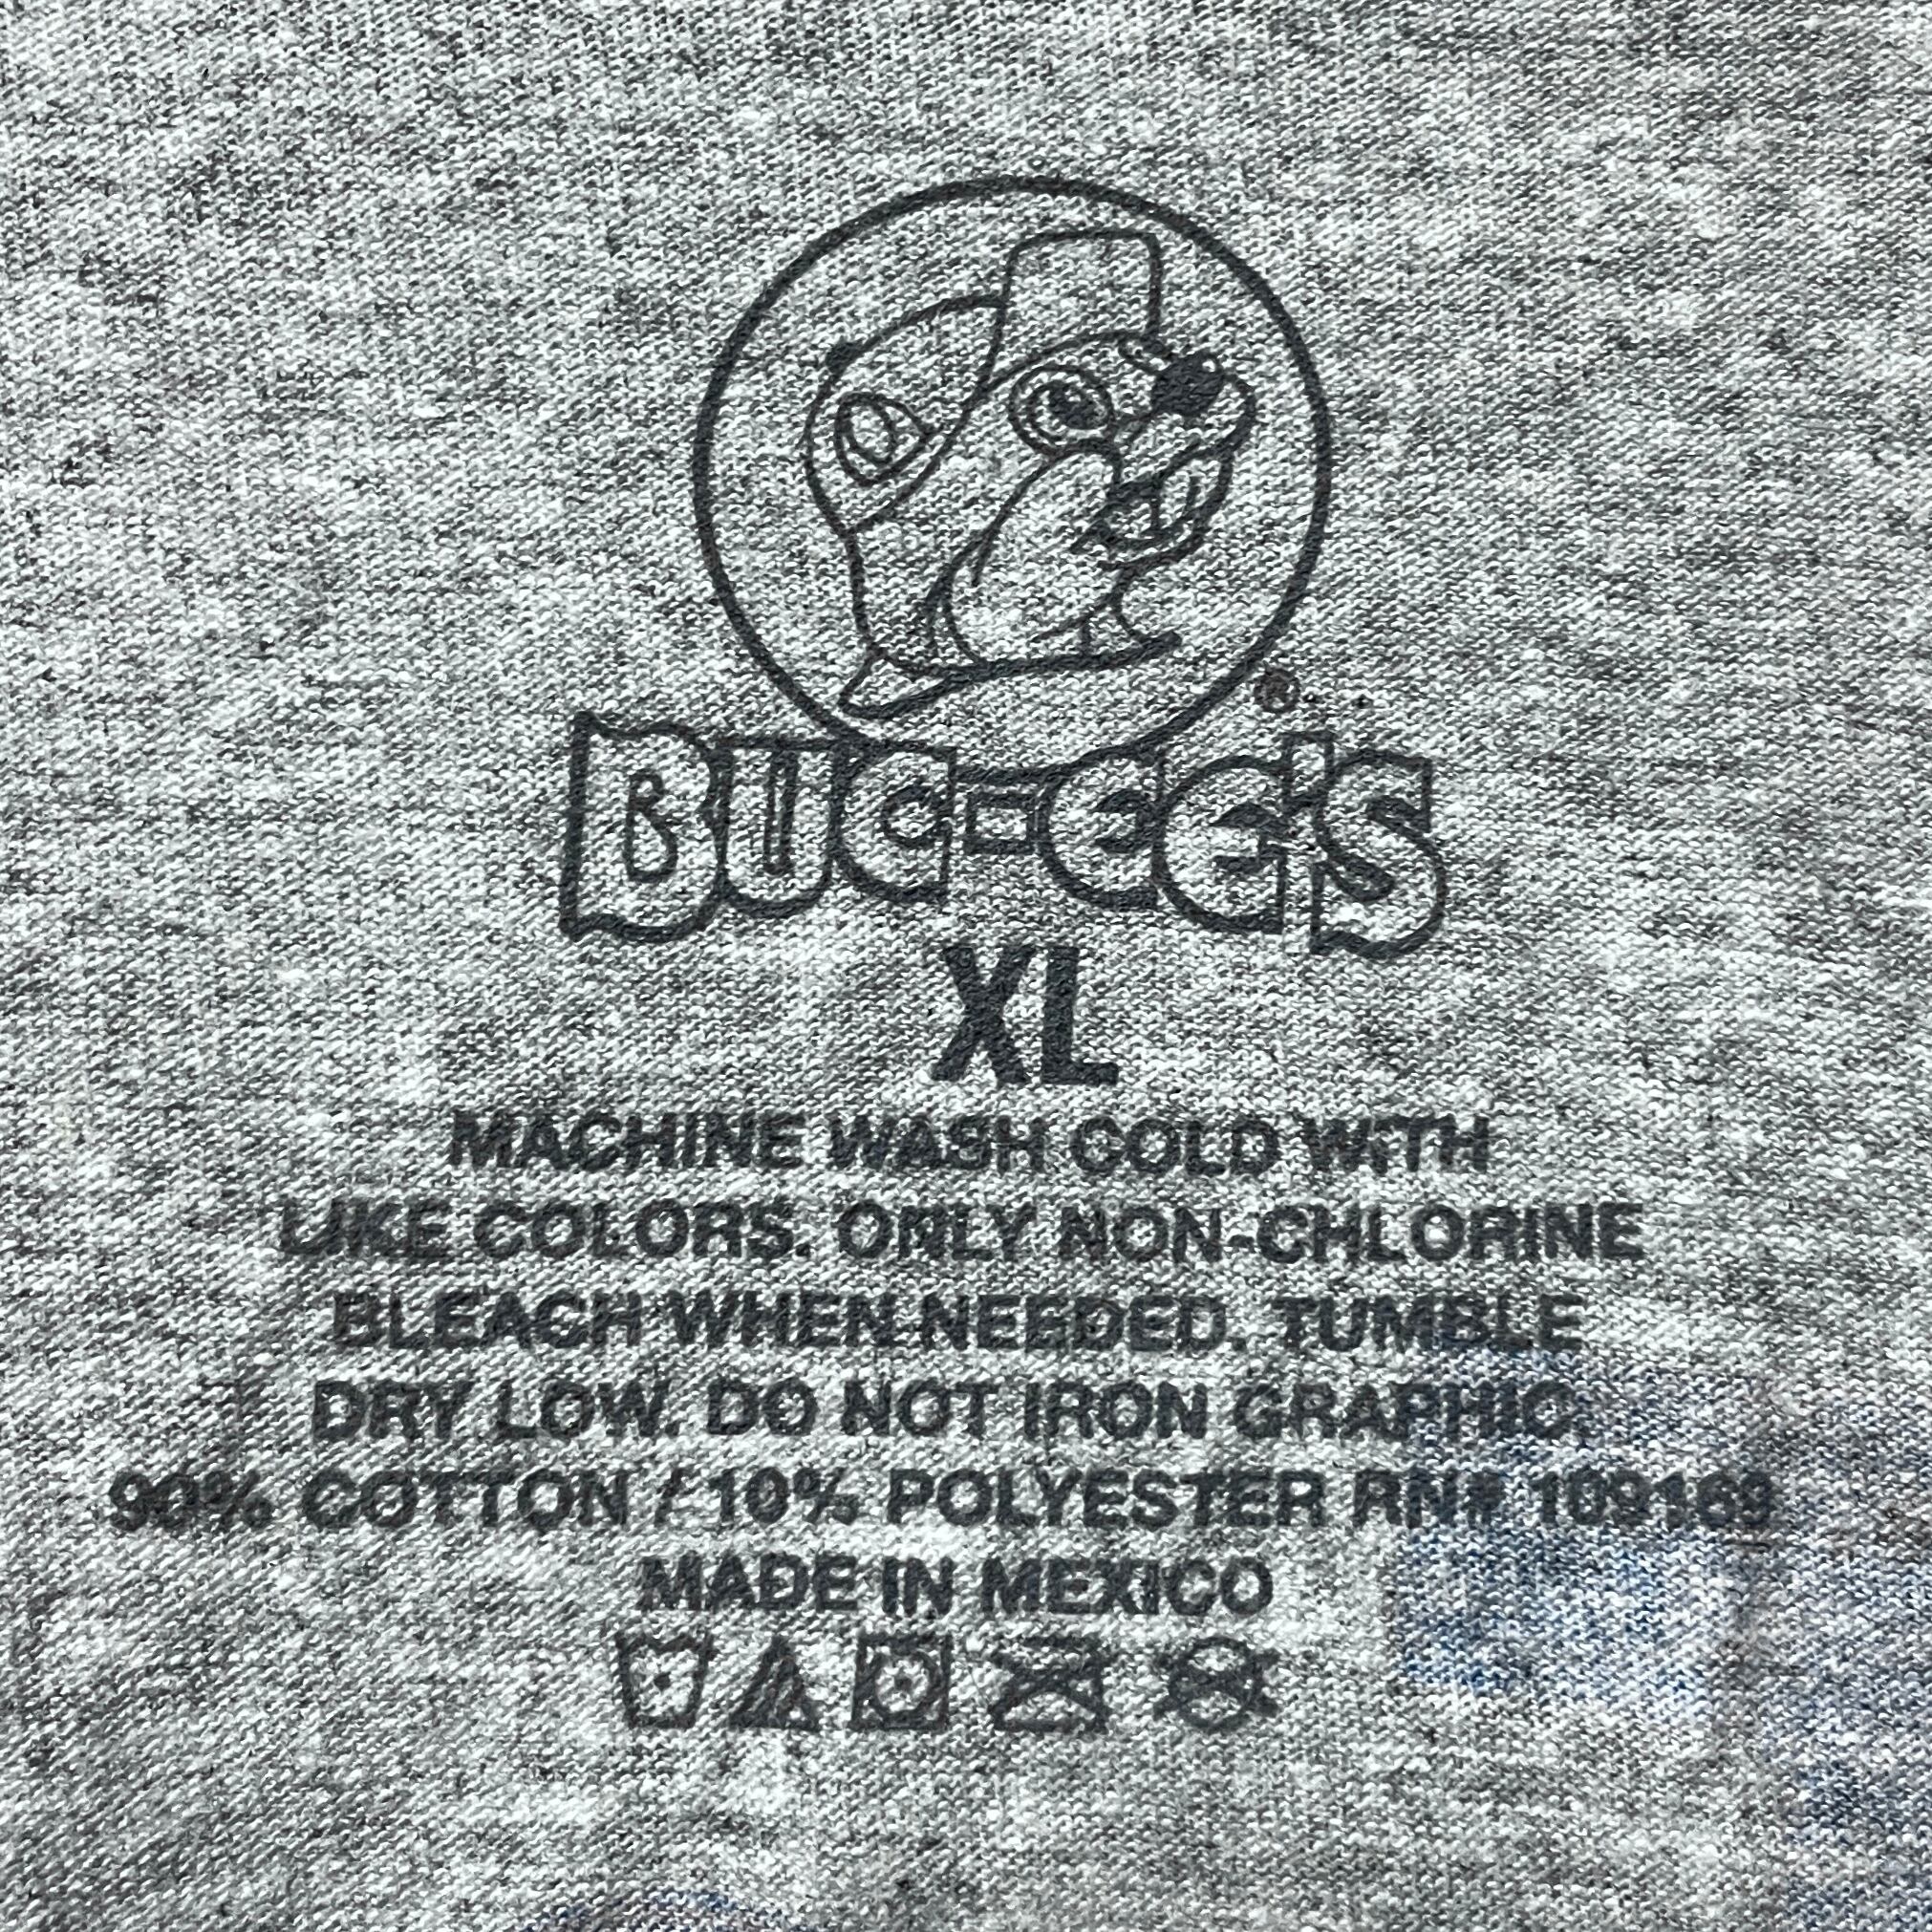 ®
BUC-EE'S
XL
MACHINE WASH COLD WITH
LIKE COLORS. ONLY NON-CHLORINE
BLEACH WHEN NEEDED. TUMBLE
DRY LOW. DO NOT IRON GRAPHIC.
90% COTTON / 10% POLYESTER RN# 109169
MADE IN MEXICO